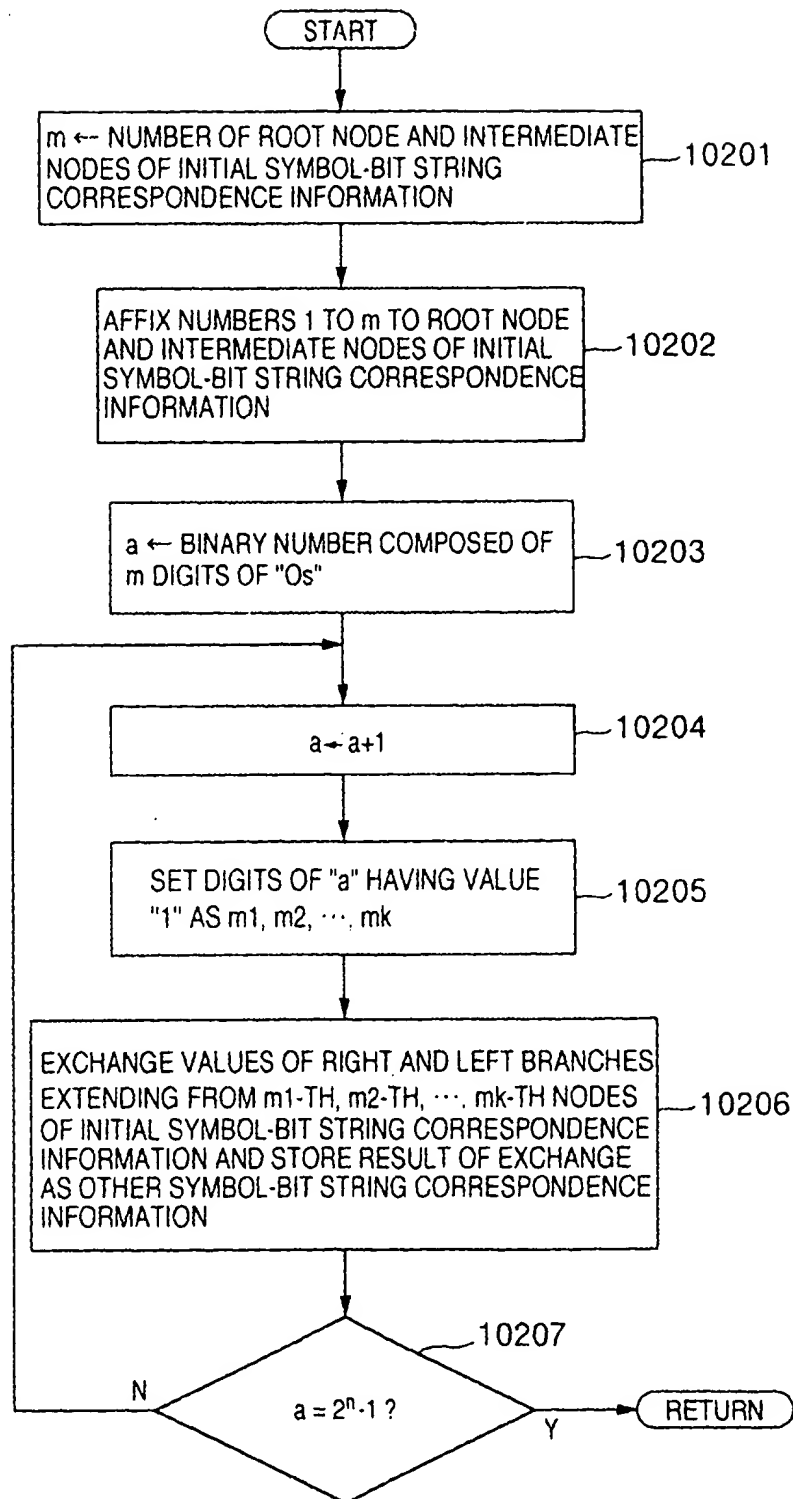 START
m ← NUMBER OF ROOT NODE AND INTERMEDIATE
NODES OF INITIAL SYMBOL-BIT STRING
CORRESPONDENCE INFORMATION
10201
AFFIX NUMBERS 1 TO m TO ROOT NODE
AND INTERMEDIATE NODES OF INITIAL
SYMBOL-BIT STRING CORRESPONDENCE
INFORMATION
10202
a ← BINARY NUMBER COMPOSED OF
m DIGITS OF "Os"
10203
a ← a+1
10204
SET DIGITS OF "a" HAVING VALUE
"1" AS m1, m2, ···, mk
10205
EXCHANGE VALUES OF RIGHT AND LEFT BRANCHES
EXTENDING FROM m1-TH, m2-TH, ···, mk-TH NODES
OF INITIAL SYMBOL-BIT STRING CORRESPONDENCE
INFORMATION AND STORE RESULT OF EXCHANGE
AS OTHER SYMBOL-BIT STRING CORRESPONDENCE
INFORMATION
10206
10207
N
a = 2ⁿ-1 ?
Y
RETURN